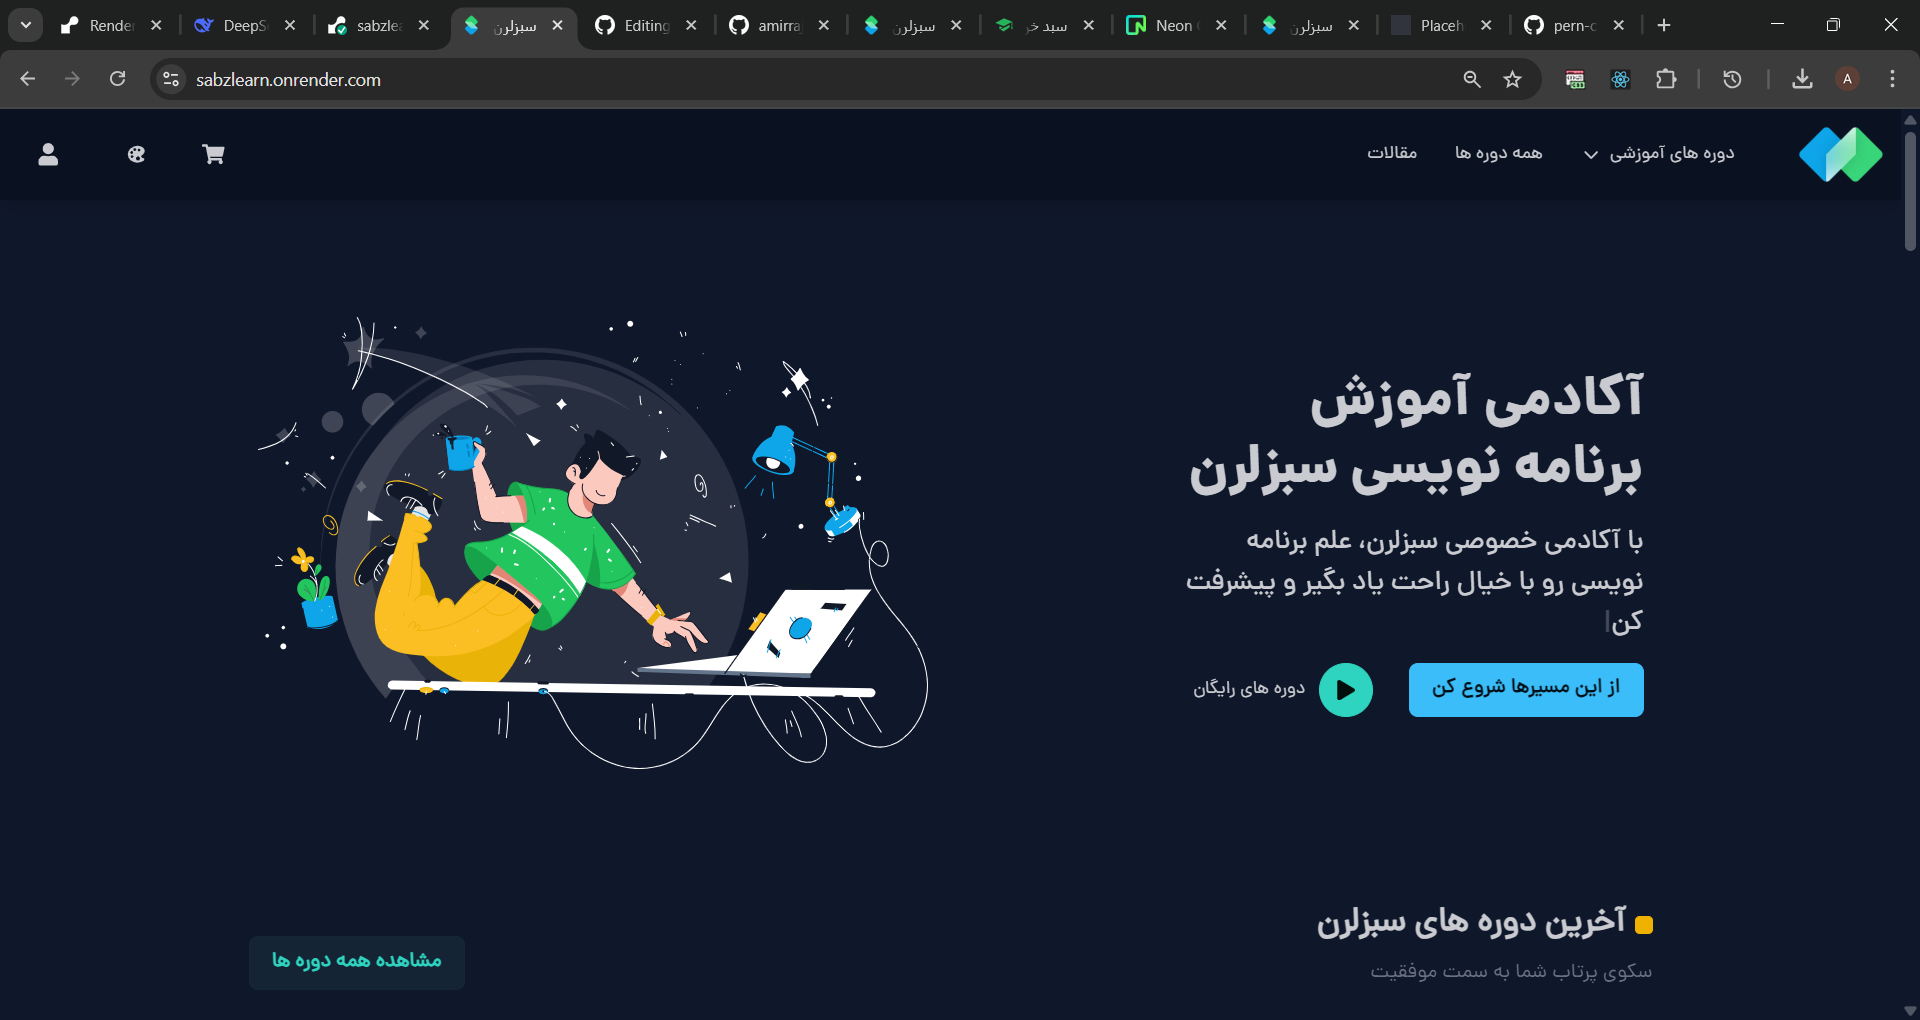 Render
DeepSe
sabzlea
سبزلرن
Editing
amirra
سبزلرن
سبد خر
Neon
سبزلرن
Placeh
pern-c
sabzlearn.onrender.com
A
دوره های آموزشی
همه دوره ها
مقالات
آکادمی آموزش
برنامه نویسی سبزلرن
با آکادمی خصوصی سبزلرن، علم برنامه
نویسی رو با خیال راحت یاد بگیر و پیشرفت
کن|
از این مسیرها شروع کن
دوره های رایگان
آخرین دوره های سبزلرن
سکوی پرتاب شما به سمت موفقیت
مشاهده همه دوره ها